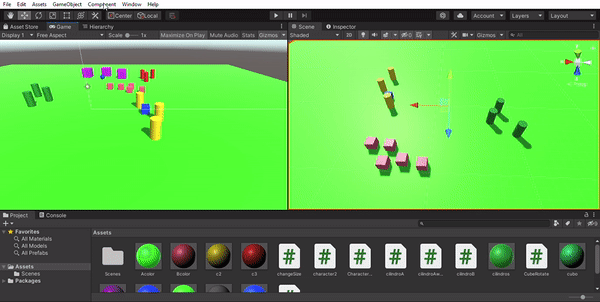 File Edit Assets GameObject Component Window Help
Center Local Account Layers Layout
Asset Store Game Hierarchy Scene Inspector
Display 1 Free Aspect Scale 1x Maximize On Play Mute Audio Stats Gizmos Shaded 2D Gizmos
Project Console
Favorites
All Materials
All Models
All Prefabs
Assets
Scenes
Packages
Assets
Scenes Acolor Bcolor c2 c3 changeSize character2 Character... cilindroA cilindroAw... cilindroB cilindros CubeRotate cube